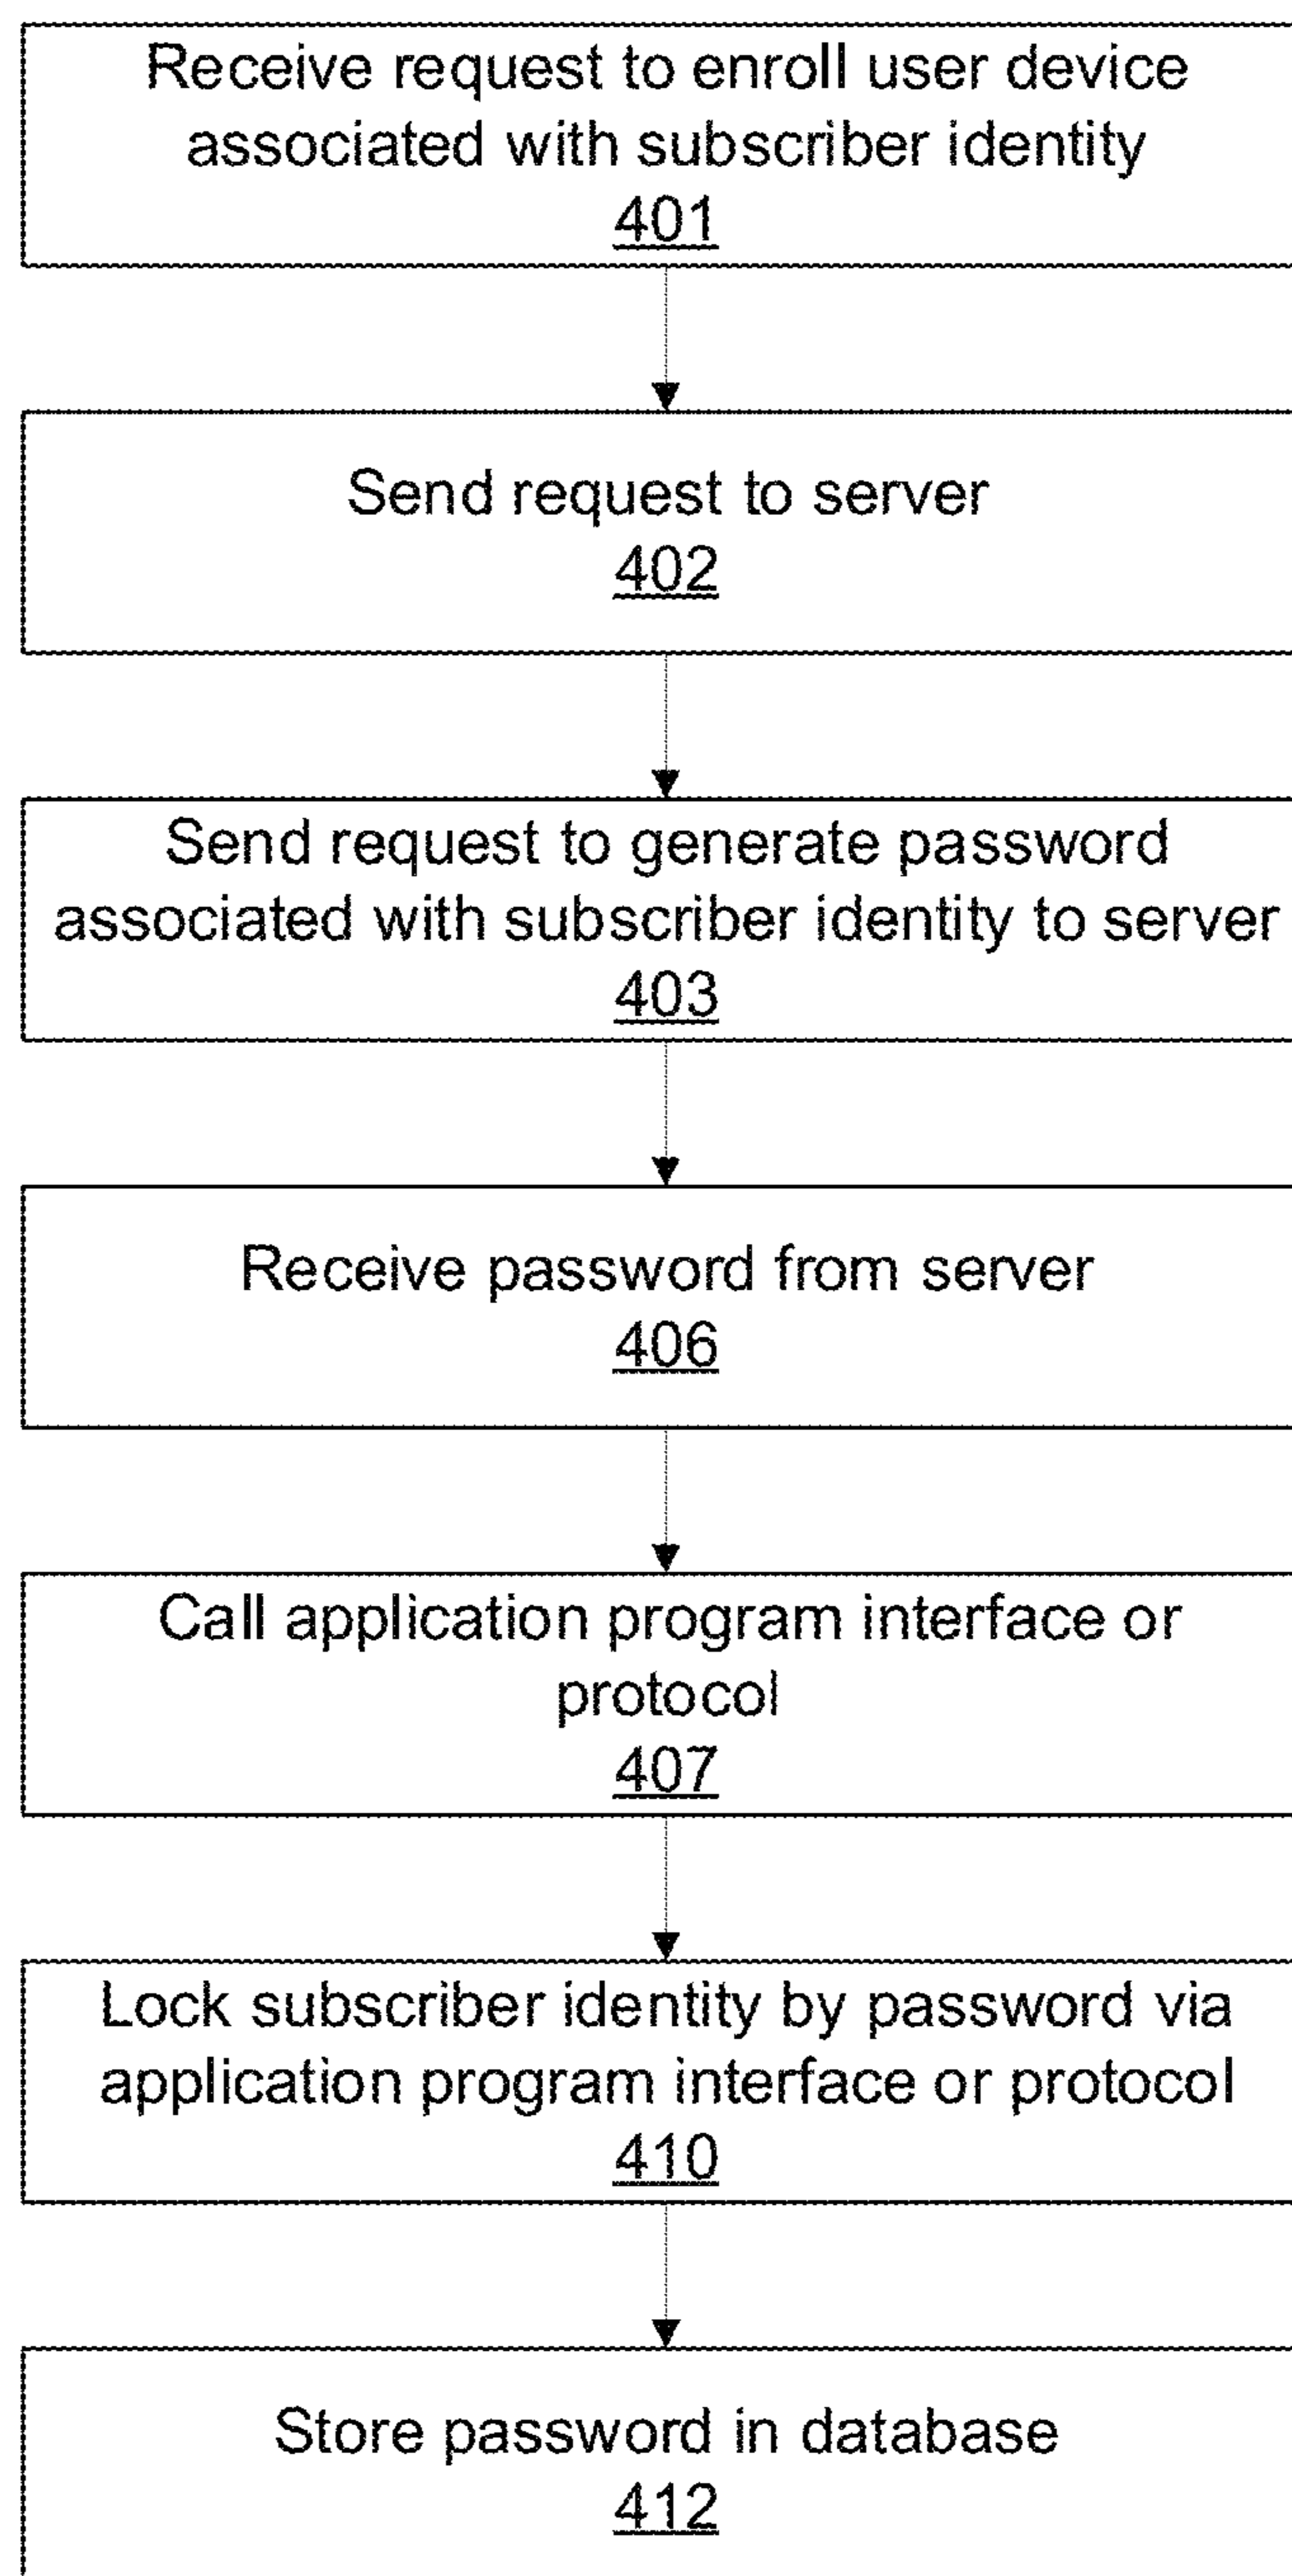 Receive request to enroll user device
associated with subscriber identity
401
Send request to server
402
Send request to generate password
associated with subscriber identity to server
403
Receive password from server
406
Call application program interface or
protocol
407
Lock subscriber identity by password via
application program interface or protocol
410
Store password in database
412